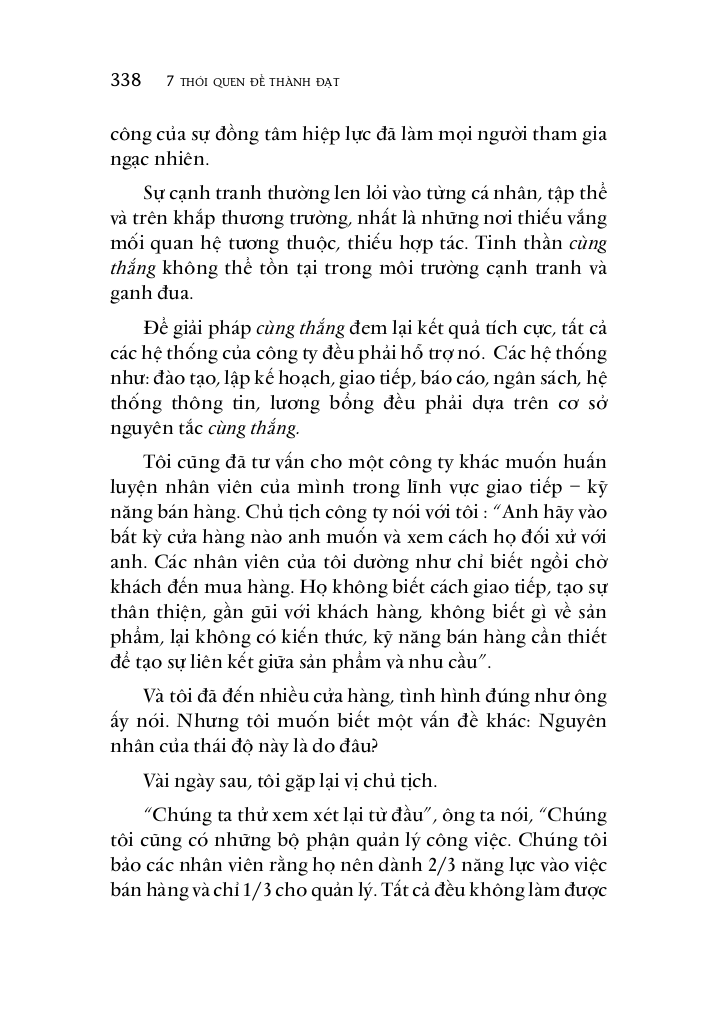 338 7 THÓI QUEN ĐỂ THÀNH ĐẠT
công của sự đồng tâm hiệp lực đã làm mọi người tham gia
ngạc nhiên.
Sự cạnh tranh thường len lỏi vào từng cá nhân, tập thể
và trên khắp thương trường, nhất là những nơi thiếu vắng
mối quan hệ tương thuộc, thiếu hợp tác. Tinh thần cùng
thắng không thể tồn tại trong môi trường cạnh tranh và
ganh đua.
Để giải pháp cùng thắng đem lại kết quả tích cực, tất cả
các hệ thống của công ty đều phải hỗ trợ nó. Các hệ thống
như: đào tạo, lập kế hoạch, giao tiếp, báo cáo, ngân sách, hệ
thống thông tin, lương bổng đều phải dựa trên cơ sở
nguyên tắc cùng thắng.
Tôi cũng đã tư vấn cho một công ty khác muốn huấn
luyện nhân viên của mình trong lĩnh vực giao tiếp – kỹ
năng bán hàng. Chủ tịch công ty nói với tôi : “Anh hãy vào
bất kỳ cửa hàng nào anh muốn và xem cách họ đối xử với
anh. Các nhân viên của tôi dường như chỉ biết ngồi chờ
khách đến mua hàng. Họ không biết cách giao tiếp, tạo sự
thân thiện, gần gũi với khách hàng, không biết gì về sản
phẩm, lại không có kiến thức, kỹ năng bán hàng cần thiết
để tạo sự liên kết giữa sản phẩm và nhu cầu”.
Và tôi đã đến nhiều cửa hàng, tình hình đúng như ông
ấy nói. Nhưng tôi muốn biết một vấn đề khác: Nguyên
nhân của thái độ này là do đâu?
Vài ngày sau, tôi gặp lại vị chủ tịch.
“Chúng ta thử xem xét lại từ đầu”, ông ta nói, “Chúng
tôi cũng có những bộ phận quản lý công việc. Chúng tôi
bảo các nhân viên rằng họ nên dành 2/3 năng lực vào việc
bán hàng và chỉ 1/3 cho quản lý. Tất cả đều không làm được